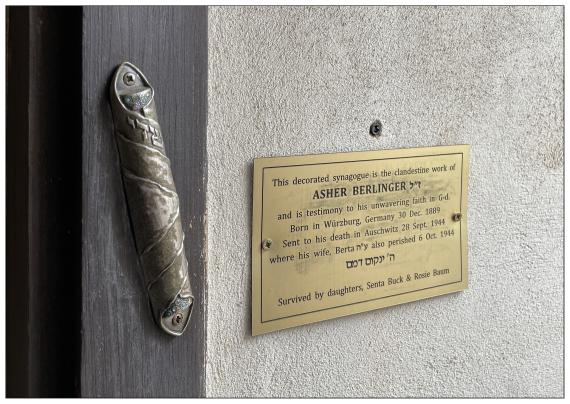 שדי
This decorated synagogue is the clandestine work of
ASHER BERLINGER ז"ל
and is testimony to his unwavering faith in G-d.
Born in Würzburg, Germany 30 Dec. 1889
Sent to his death in Auschwitz 28 Sept. 1944
where his wife, Berta ע"ה also perished 6 Oct. 1944
ה' ינקום דמם
Survived by daughters, Senta Buck & Rosie Baum